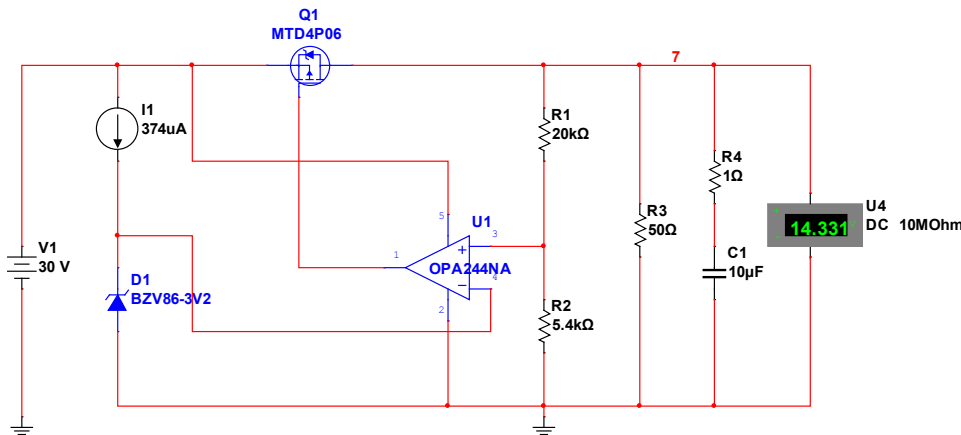 Q1
MTD4P06
7
I1
374uA
R1
20kΩ
R4
1Ω
U4
DC 10MOhm
14.331
V1
30 V
D1
BZV86-3V2
U1
OPA244NA
5
3
1
4
2
R3
50Ω
C1
10µF
R2
5.4kΩ